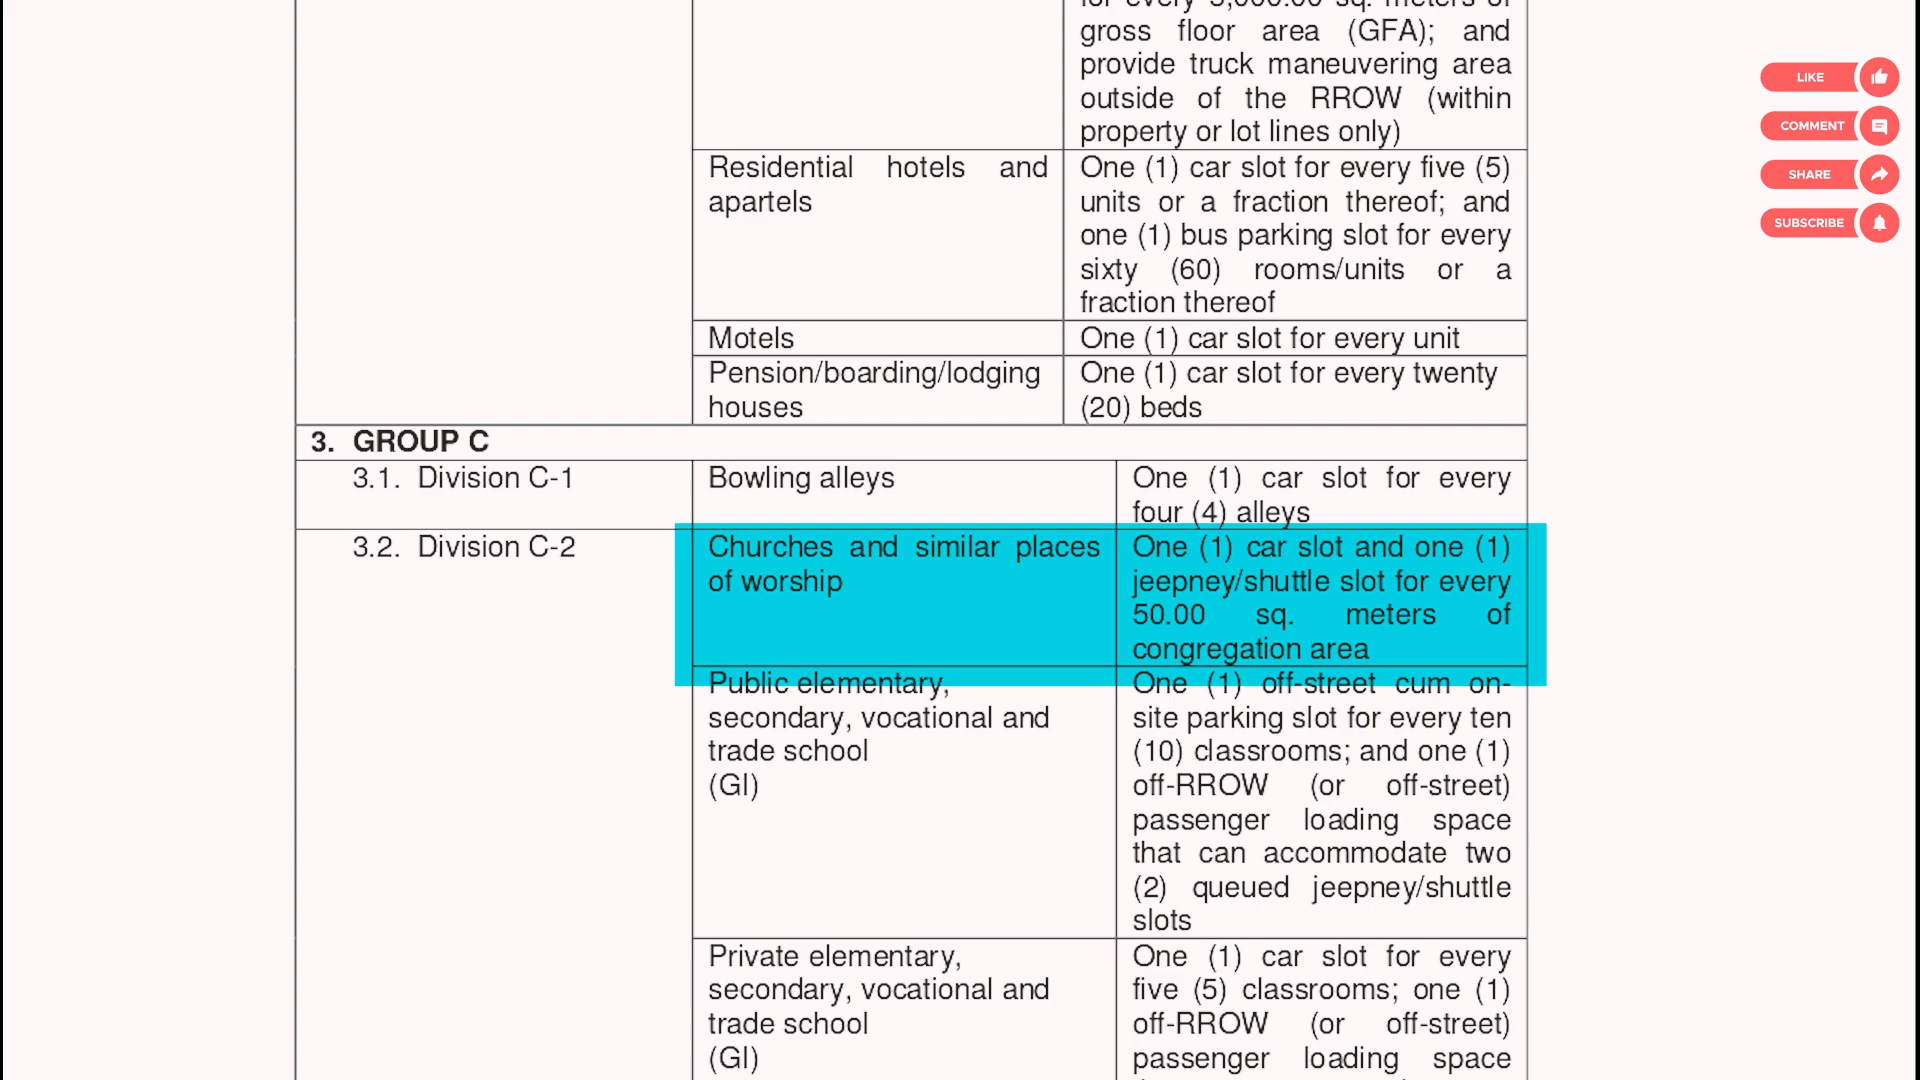 gross floor area (GFA); and
provide truck maneuvering area
outside of the RROW (within
property or lot lines only)
Residential hotels and
apartels
One (1) car slot for every five (5)
units or a fraction thereof; and
one (1) bus parking slot for every
sixty (60) rooms/units or a
fraction thereof
Motels
One (1) car slot for every unit
Pension/boarding/lodging
houses
One (1) car slot for every twenty
(20) beds
3. GROUP C
3.1. Division C-1
Bowling alleys
One (1) car slot for every
four (4) alleys
3.2. Division C-2
Churches and similar places
of worship
One (1) car slot and one (1)
jeepney/shuttle slot for every
50.00 sq. meters of
congregation area
Public elementary,
secondary, vocational and
trade school
(GI)
One (1) off-street cum on-
site parking slot for every ten
(10) classrooms; and one (1)
off-RROW (or off-street)
passenger loading space
that can accommodate two
(2) queued jeepney/shuttle
slots
Private elementary,
secondary, vocational and
trade school
(GI)
One (1) car slot for every
five (5) classrooms; one (1)
off-RROW (or off-street)
passenger loading space
LIKE
COMMENT
SHARE
SUBSCRIBE